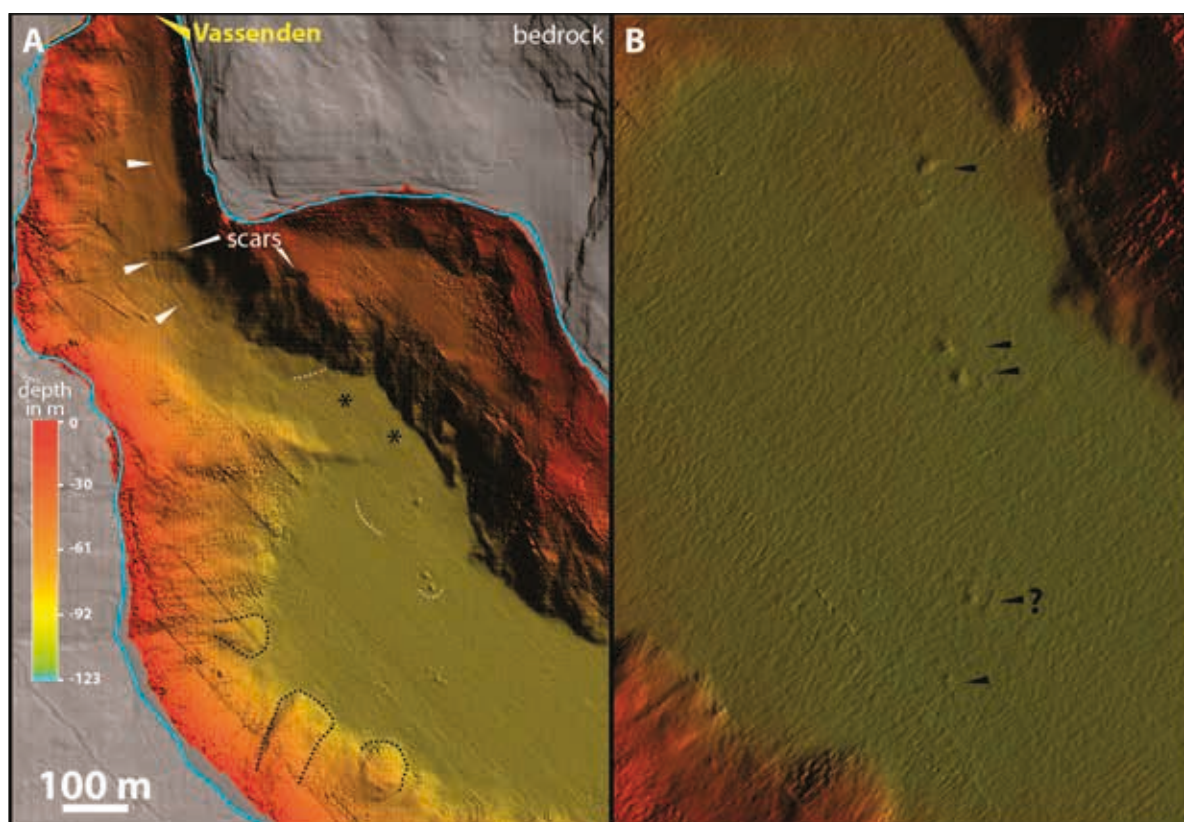 A
Vassenden
bedrock
B
scars
depth
in m
0
-30
-61
-92
-123
* 
*
?
100 m